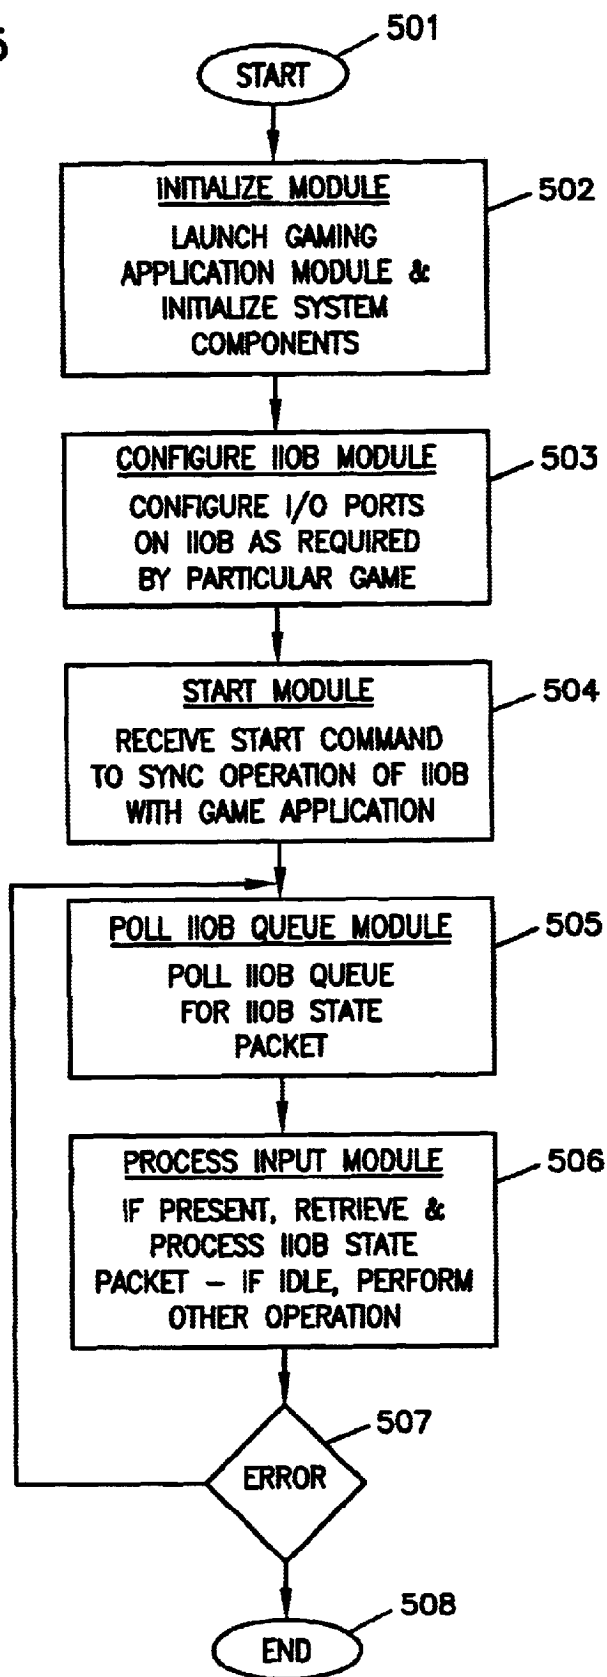 5
501
START
INITIALIZE MODULE
502
LAUNCH GAMING
APPLICATION MODULE &
INITIALIZE SYSTEM
COMPONENTS
CONFIGURE IIOB MODULE
503
CONFIGURE I/O PORTS
ON IIOB AS REQUIRED
BY PARTICULAR GAME
START MODULE
504
RECEIVE START COMMAND
TO SYNC OPERATION OF IIOB
WITH GAME APPLICATION
POLL IIOB QUEUE MODULE
505
POLL IIOB QUEUE
FOR IIOB STATE
PACKET
PROCESS INPUT MODULE
506
IF PRESENT, RETRIEVE &
PROCESS IIOB STATE
PACKET – IF IDLE, PERFORM
OTHER OPERATION
507
ERROR
508
END